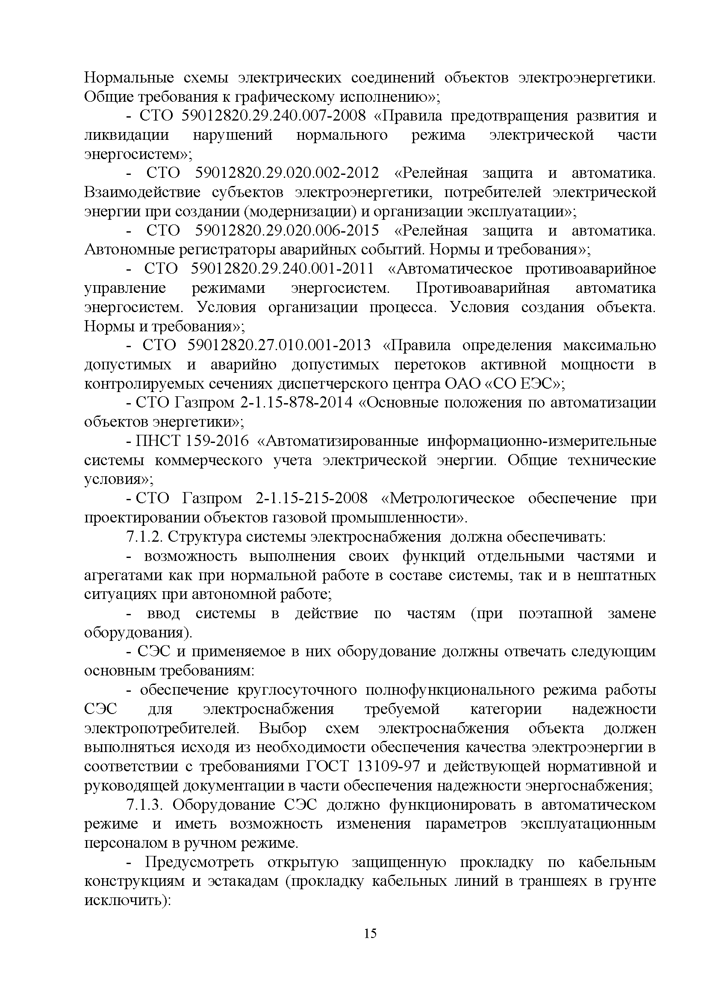 Нормальные схемы электрических соединений объектов электроэнергетики.
Общие требования к графическому исполнению»;
- СТО 59012820.29.240.007-2008 «Правила предотвращения развития и
ликвидации нарушений нормального режима электрической части
энергосистем»;
- СТО 59012820.29.020.002-2012 «Релейная защита и автоматика.
Взаимодействие субъектов электроэнергетики, потребителей электрической
энергии при создании (модернизации) и организации эксплуатации»;
- СТО 59012820.29.020.006-2015 «Релейная защита и автоматика.
Автономные регистраторы аварийных событий. Нормы и требования»;
- СТО 59012820.29.240.001-2011 «Автоматическое противоаварийное
управление режимами энергосистем. Противоаварийная автоматика
энергосистем. Условия организации процесса. Условия создания объекта.
Нормы и требования»;
- СТО 59012820.27.010.001-2013 «Правила определения максимально
допустимых и аварийно допустимых перетоков активной мощности в
контролируемых сечениях диспетчерского центра ОАО «СО ЕЭС»;
- СТО Газпром 2-1.15-878-2014 «Основные положения по автоматизации
объектов энергетики»;
- ПНСТ 159-2016 «Автоматизированные информационно-измерительные
системы коммерческого учета электрической энергии. Общие технические
условия»;
- СТО Газпром 2-1.15-215-2008 «Метрологическое обеспечение при
проектировании объектов газовой промышленности».
7.1.2. Структура системы электроснабжения должна обеспечивать:
- возможность выполнения своих функций отдельными частями и
агрегатами как при нормальной работе в составе системы, так и в нештатных
ситуациях при автономной работе;
- ввод системы в действие по частям (при поэтапной замене
оборудования).
- СЭС и применяемое в них оборудование должны отвечать следующим
основным требованиям:
- обеспечение круглосуточного полнофункционального режима работы
СЭС для электроснабжения требуемой категории надежности
электропотребителей. Выбор схем электроснабжения объекта должен
выполняться исходя из необходимости обеспечения качества электроэнергии в
соответствии с требованиями ГОСТ 13109-97 и действующей нормативной и
руководящей документации в части обеспечения надежности энергоснабжения;
7.1.3. Оборудование СЭС должно функционировать в автоматическом
режиме и иметь возможность изменения параметров эксплуатационным
персоналом в ручном режиме.
- Предусмотреть открытую защищенную прокладку по кабельным
конструкциям и эстакадам (прокладку кабельных линий в траншеях в грунте
исключить):
15